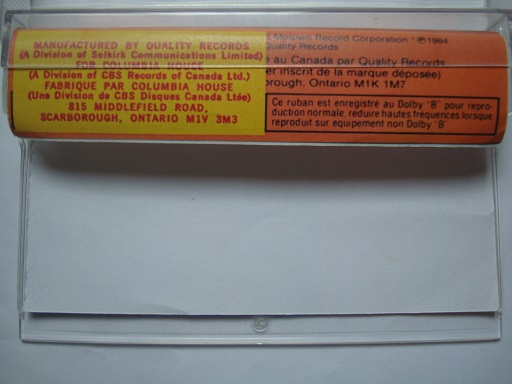 MANUFACTURED BY QUALITY RECORDS
(A Division of Selkirk Communications Limited)
FOR COLUMBIA HOUSE
(A Division of CBS Records of Canada Ltd.)
FABRIQUE PAR COLUMBIA HOUSE
(Une Division de CBS Disques Canada Ltée)
815 MIDDLEFIELD ROAD,
SCARBOROUGH, ONTARIO M1V 3M3
Motown Record Corporation ℗ 1984
Quality Records
au Canada par Quality Records
er inscrit de la marque déposée)
orough, Ontario M1K 1M7
Ce ruban est enregistré au Dolby "B" pour repro-
duction normale, reduire hautes fréquences lorsque
reproduit sur equipement non Dolby "B"